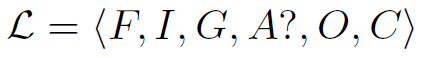 ℒ = ⟨F, I, G, A?, O, C⟩